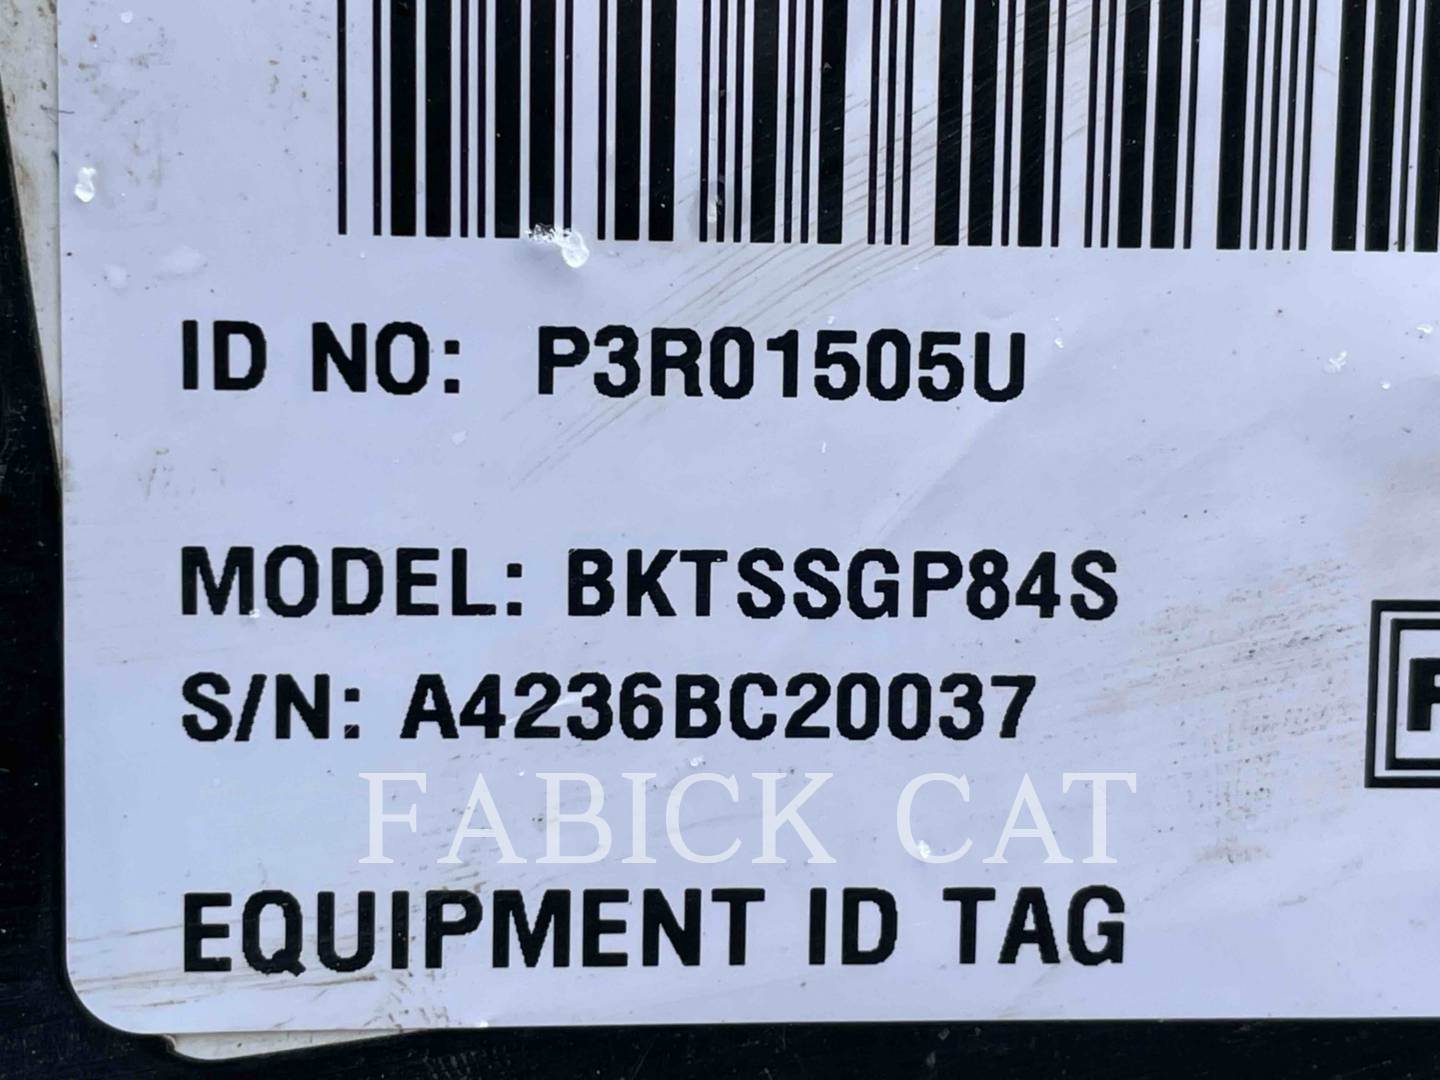 ID NO: P3R01505U
MODEL: BKTSSGP84S
S/N: A4236BC20037
FABICK CAT
EQUIPMENT ID TAG